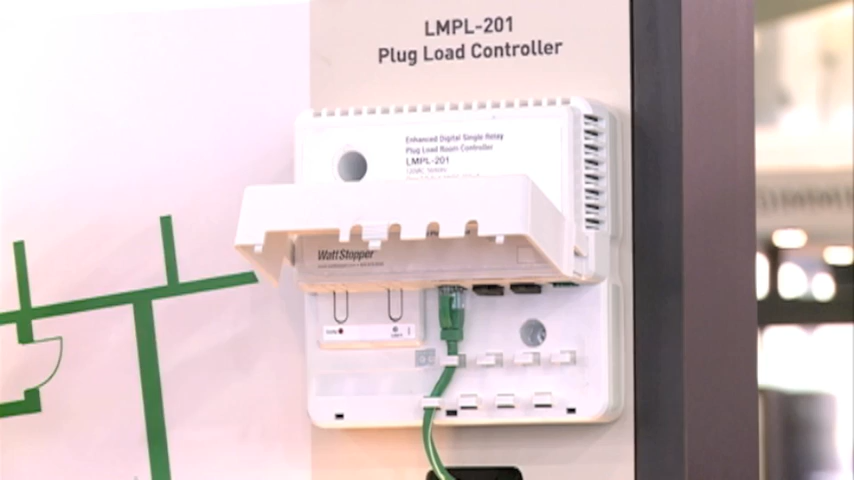 LMPL-201
Plug Load Controller
Enhanced Digital Single Relay
Plug Load Room Controller
LMPL-201
WattStopper